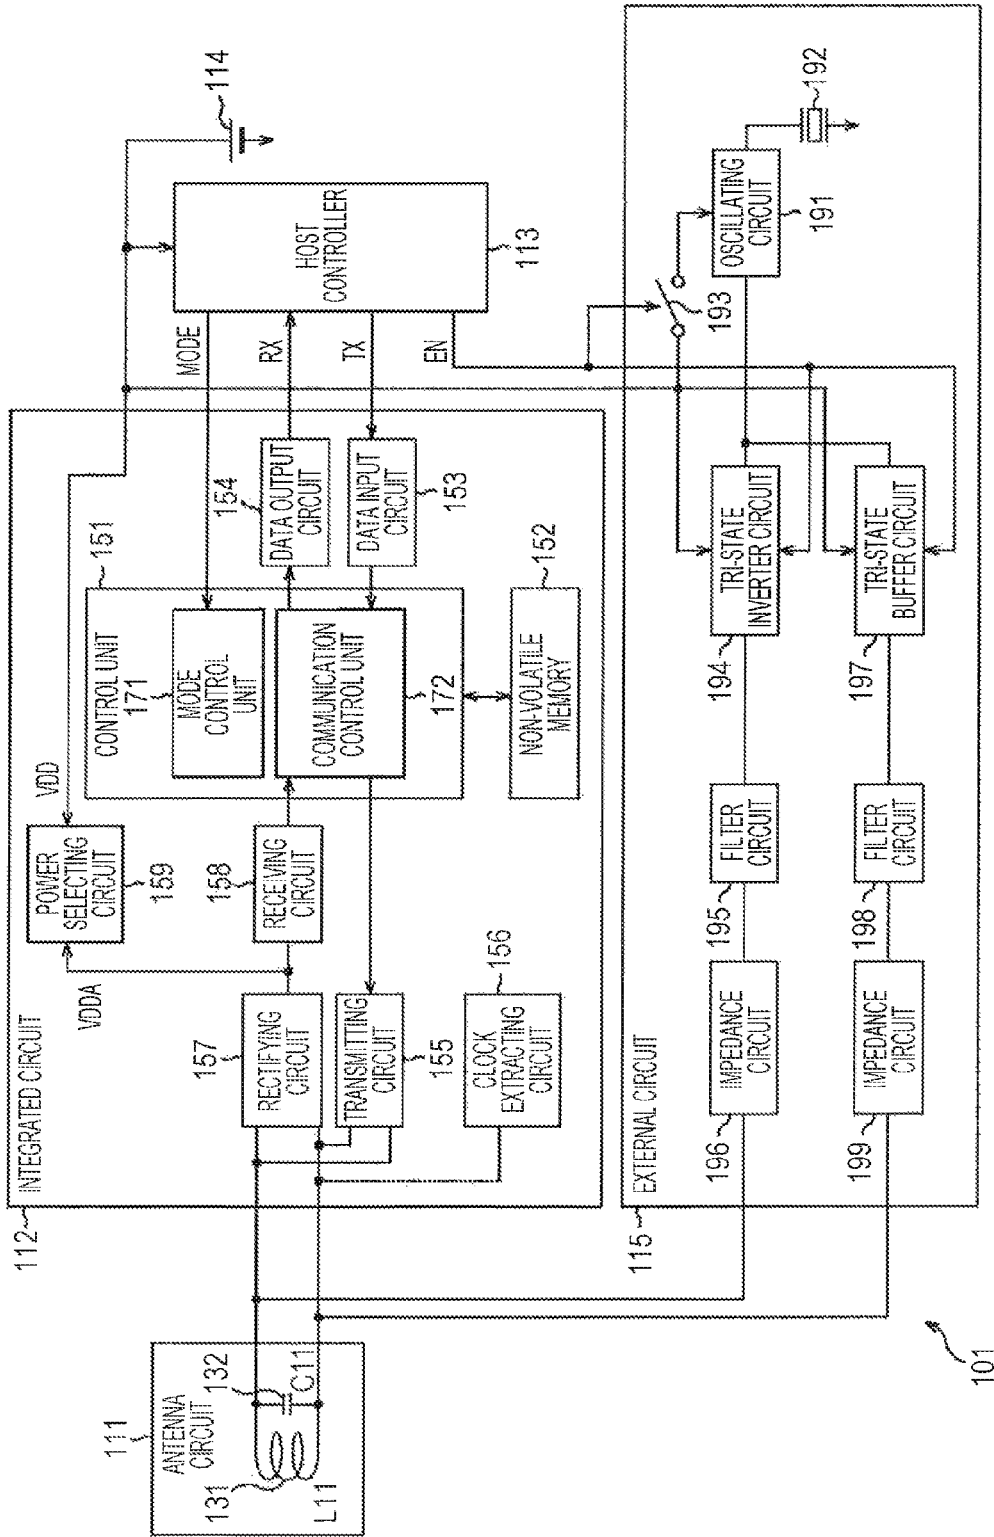 111
ANTENNA
CIRCUIT
131
132
L11
C11
101
112
INTEGRATED CIRCUIT
VDDA
VDD
POWER
SELECTING
CIRCUIT
159
157
RECTIFYING
CIRCUIT
158
RECEIVING
CIRCUIT
TRANSMITTING
CIRCUIT
155
CLOCK
EXTRACTING
CIRCUIT
156
CONTROL UNIT
151
171
MODE
CONTROL
UNIT
COMMUNICATION
CONTROL UNIT
172
NON-VOLATILE
MEMORY
152
154
DATA OUTPUT
CIRCUIT
DATA INPUT
CIRCUIT
153
MODE
RX
TX
EN
HOST
CONTROLLER
113
114
115
EXTERNAL CIRCUIT
196
IMPEDANCE
CIRCUIT
195
FILTER
CIRCUIT
194
TRI-STATE
INVERTER CIRCUIT
193
OSCILLATING
CIRCUIT
191
192
199
IMPEDANCE
CIRCUIT
198
FILTER
CIRCUIT
197
TRI-STATE
BUFFER CIRCUIT